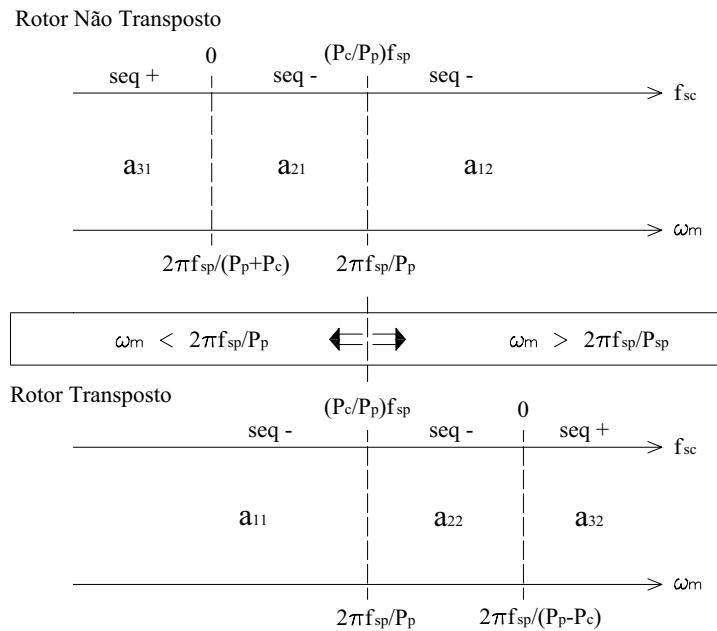 Rotor Não Transposto
0 (Pc/Pp)fsp
seq + seq - seq -
fsc
a31 a21 a12
ωm
2πfsp/(Pp+Pc) 2πfsp/Pp
ωm < 2πfsp/Pp ωm > 2πfsp/Psp
Rotor Transposto
(Pc/Pp)fsp 0
seq - seq - seq +
fsc
a11 a22 a32
ωm
2πfsp/Pp 2πfsp/(Pp-Pc)